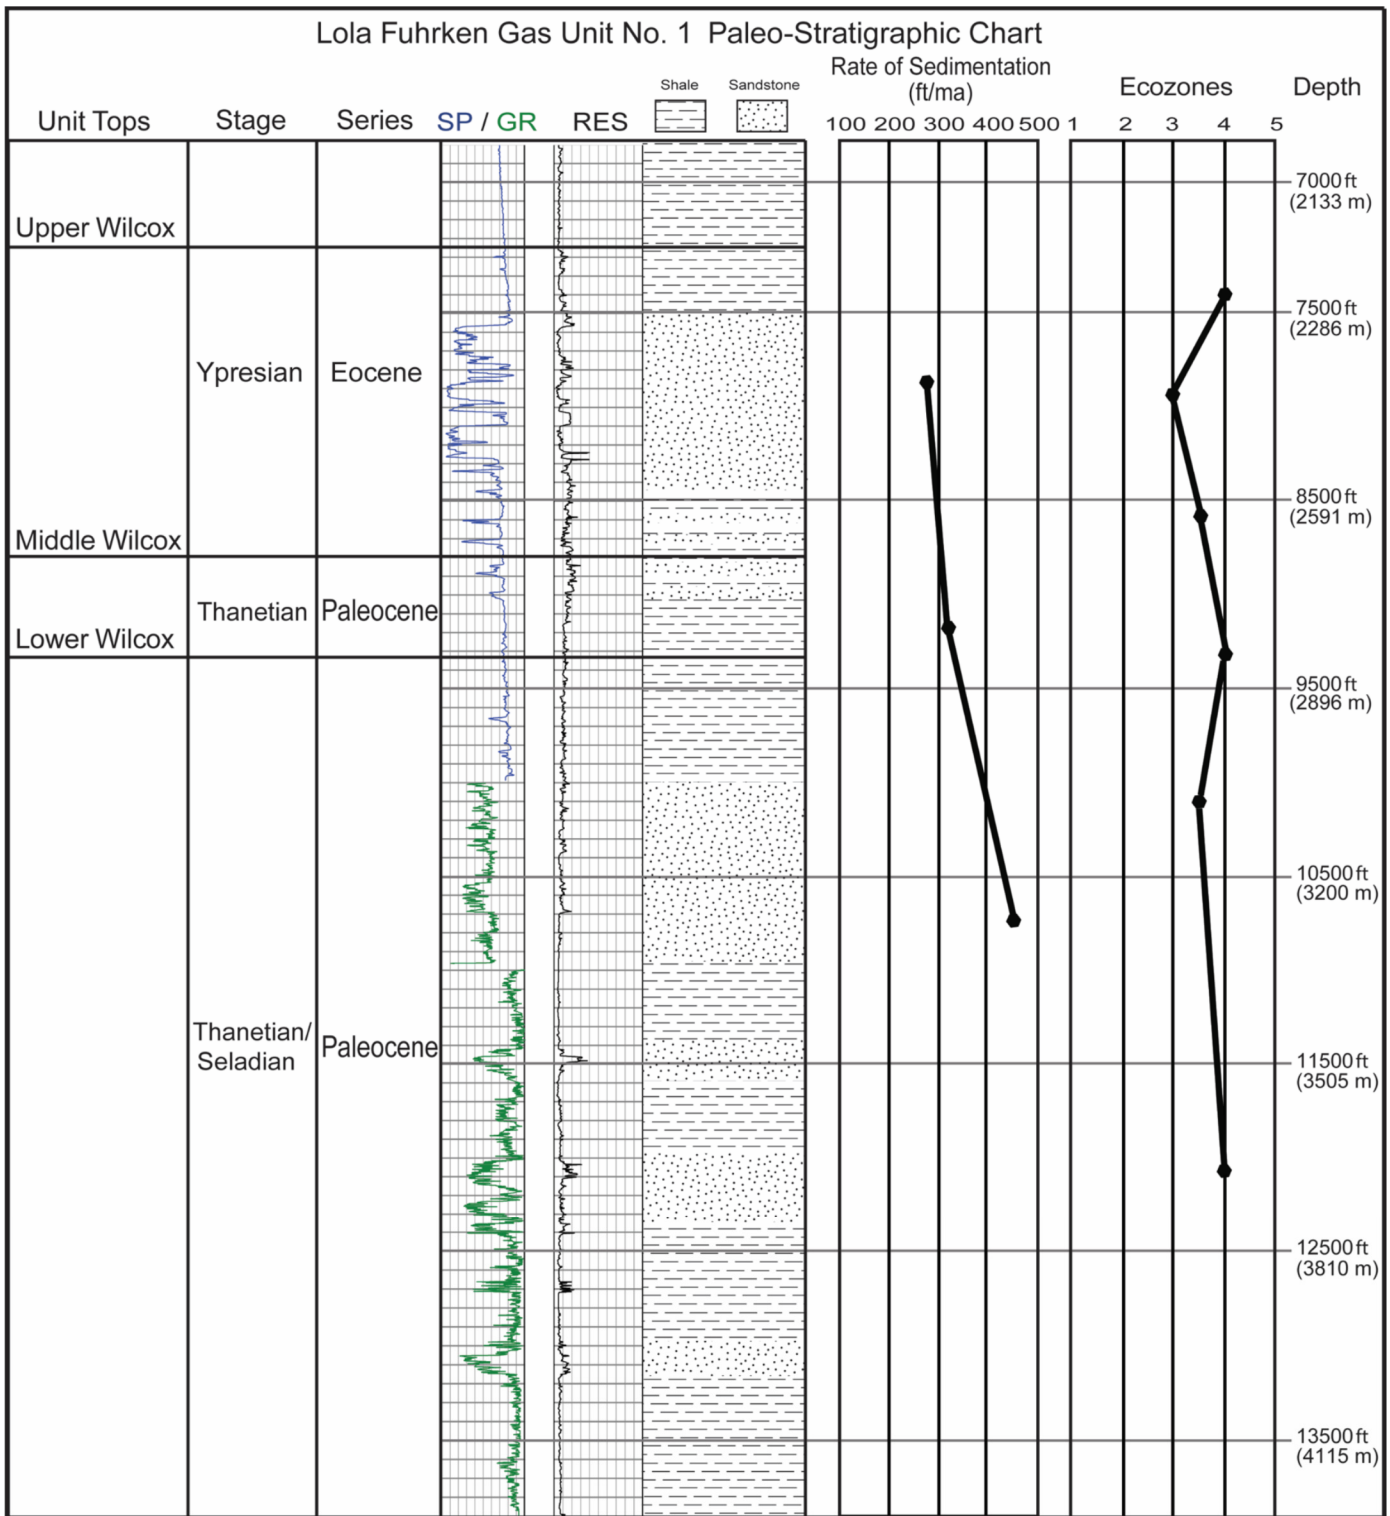 Lola Fuhrken Gas Unit No. 1 Paleo-Stratigraphic Chart
Unit Tops
Stage
Series
SP / GR
RES
Shale
Sandstone
Rate of Sedimentation
(ft/ma)
100 200 300 400 500
Ecozones
1 2 3 4 5
Depth
7000 ft
(2133 m)
Upper Wilcox
7500 ft
(2286 m)
Ypresian
Eocene
8500 ft
(2591 m)
Middle Wilcox
Thanetian
Paleocene
Lower Wilcox
9500 ft
(2896 m)
10500 ft
(3200 m)
Thanetian/
Seladian
Paleocene
11500 ft
(3505 m)
12500 ft
(3810 m)
13500 ft
(4115 m)